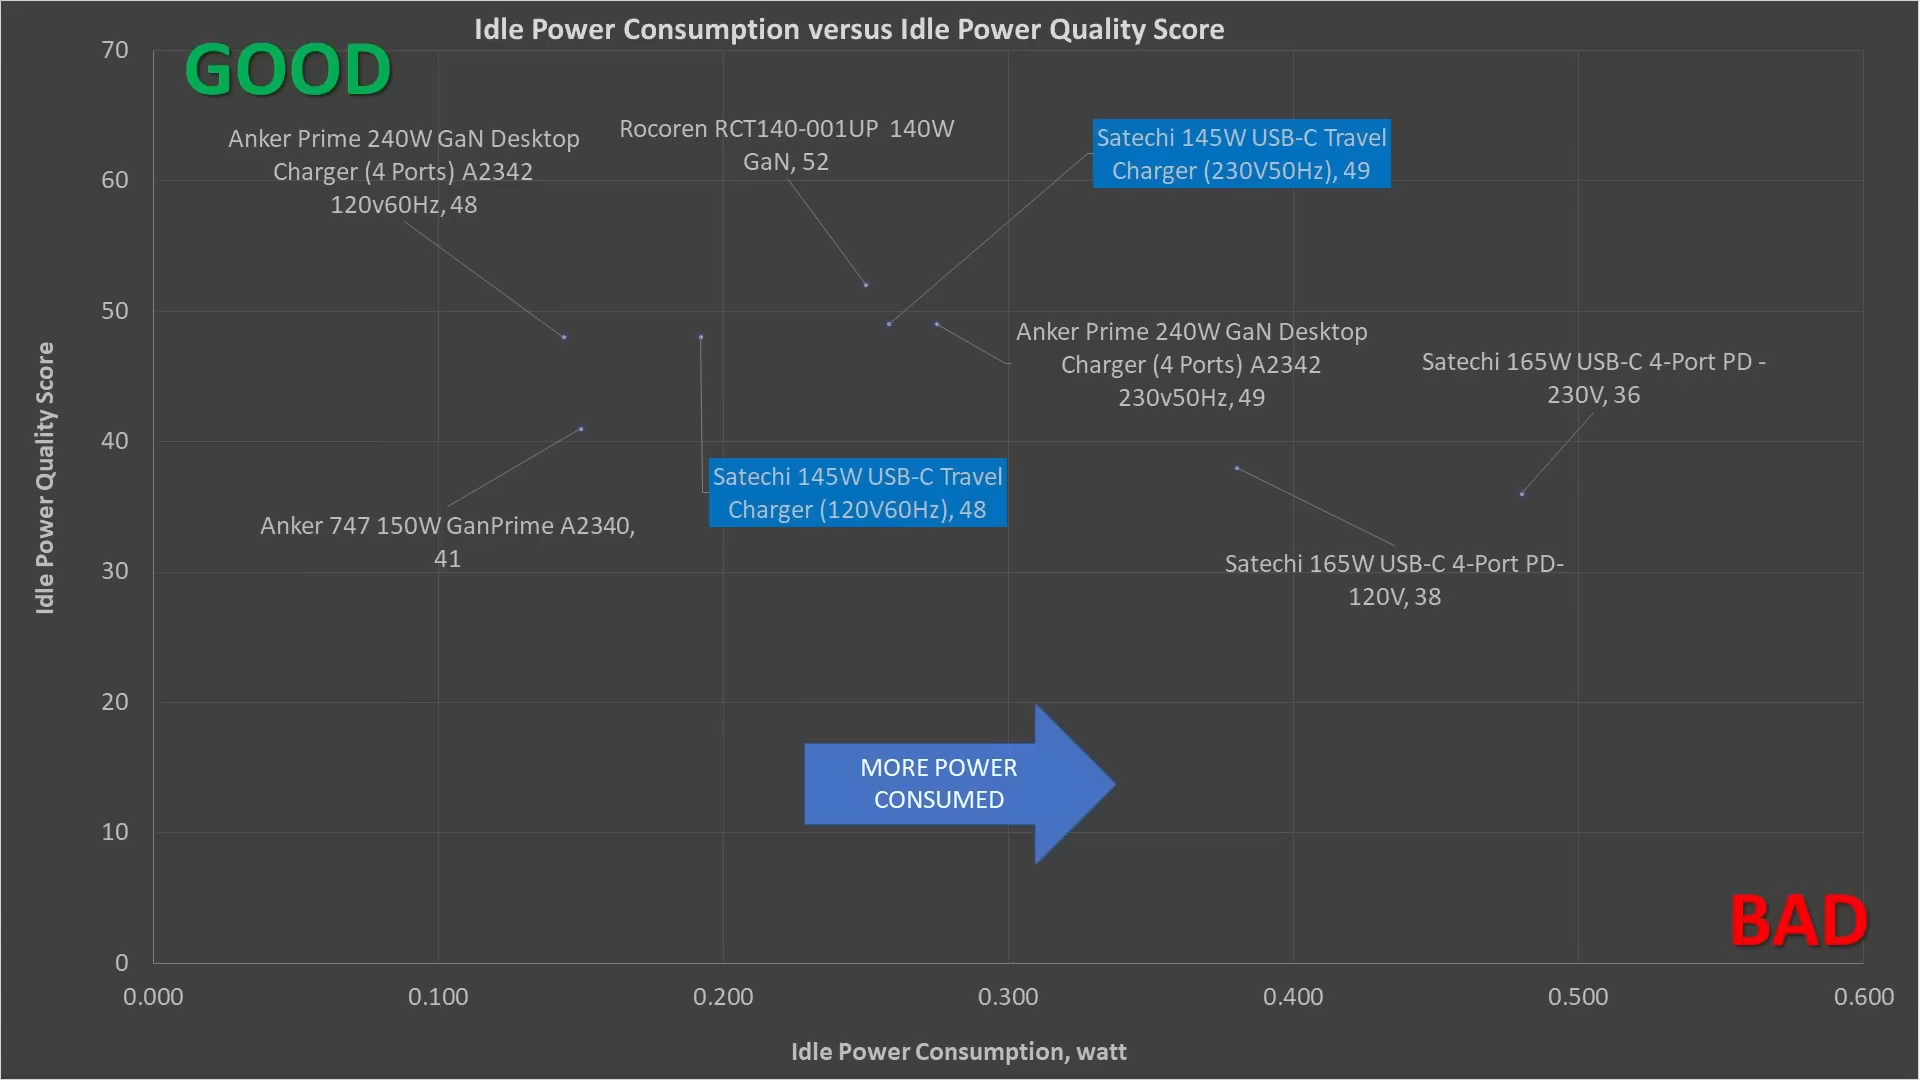 Idle Power Consumption versus Idle Power Quality Score
GOOD
70
60
50
40
30
20
10
0
Idle Power Quality Score
Anker Prime 240W GaN Desktop
Charger (4 Ports) A2342
120v60Hz, 48
Rocoren RCT140-001UP 140W
GaN, 52
Satechi 145W USB-C Travel
Charger (230V50Hz), 49
Anker Prime 240W GaN Desktop
Charger (4 Ports) A2342
230v50Hz, 49
Satechi 165W USB-C 4-Port PD -
230V, 36
Anker 747 150W GanPrime A2340,
41
Satechi 145W USB-C Travel
Charger (120V60Hz), 48
Satechi 165W USB-C 4-Port PD-
120V, 38
MORE POWER
CONSUMED
BAD
0.000 0.100 0.200 0.300 0.400 0.500 0.600
Idle Power Consumption, watt